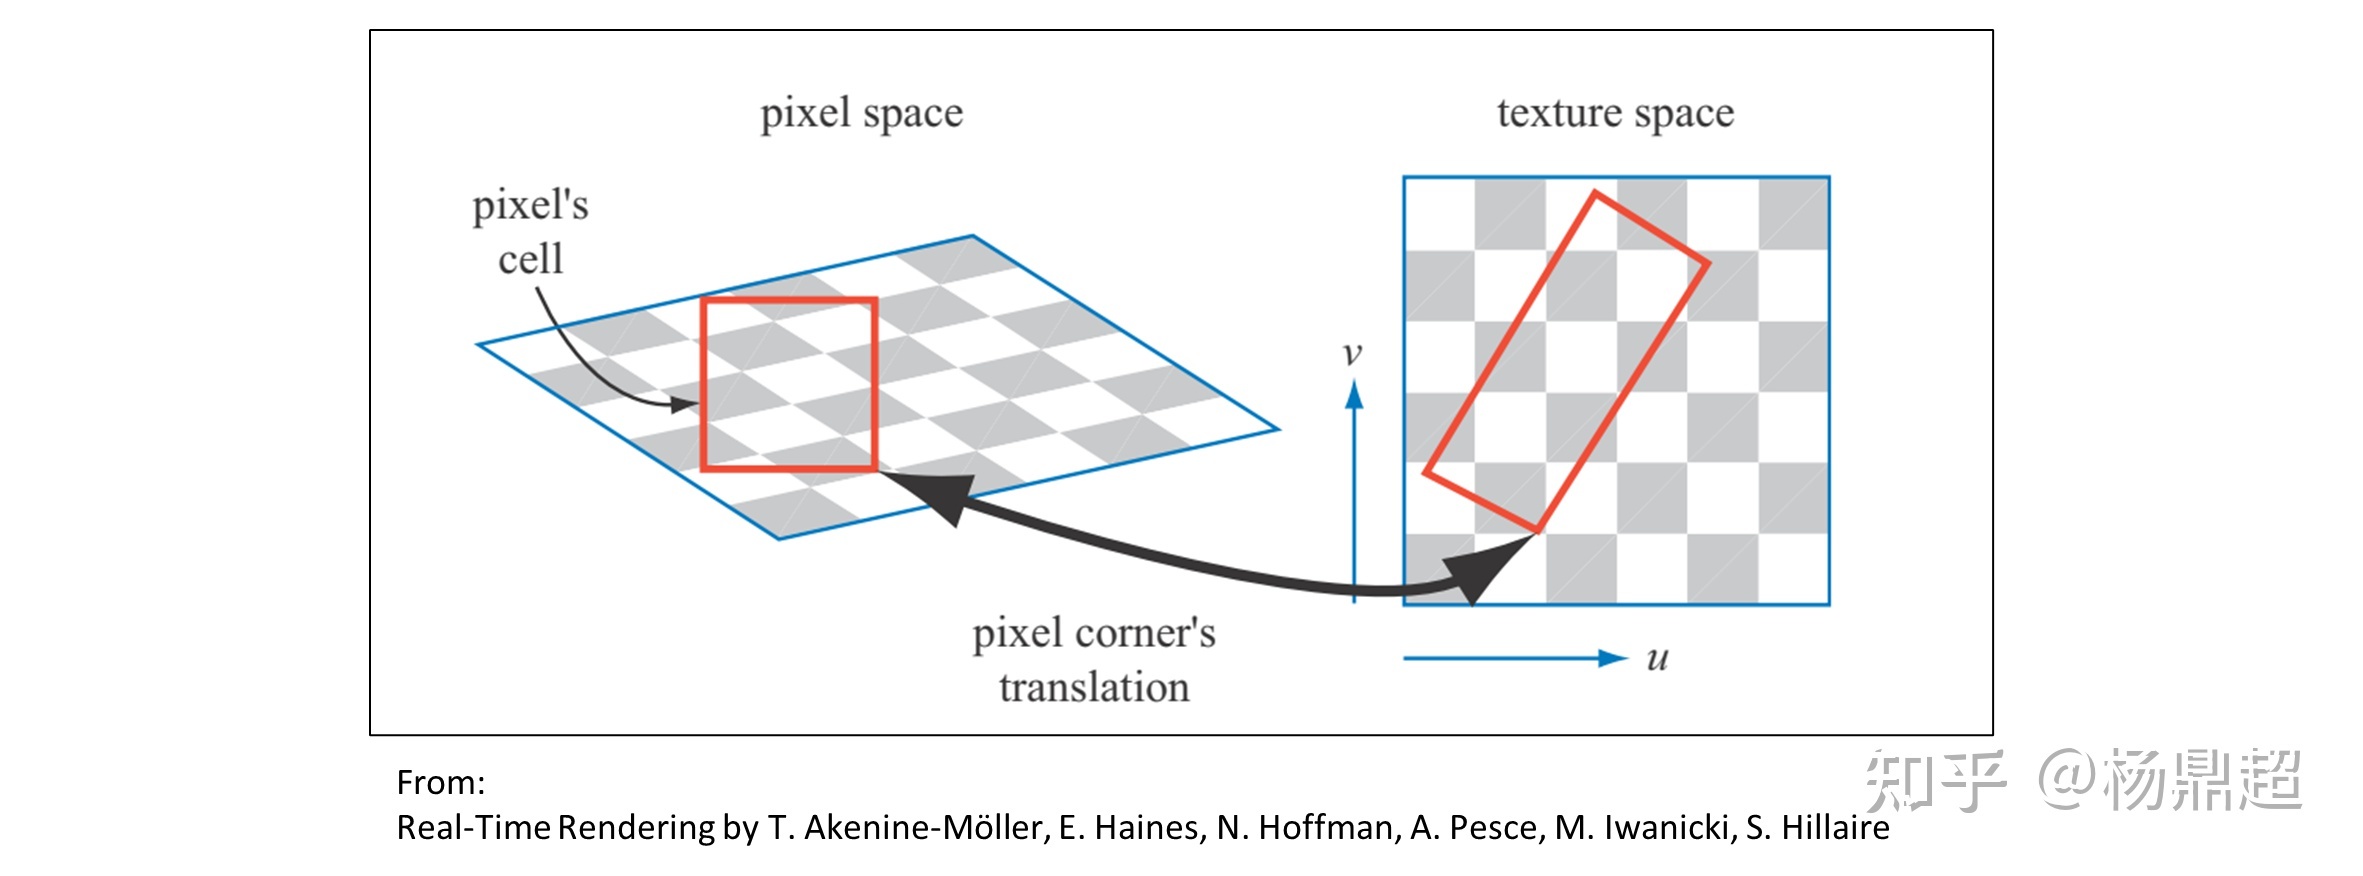 pixel space
texture space
pixel's
cell
v
pixel corner's
translation
u
From:
Real-Time Rendering by T. Akenine-Möller, E. Haines, N. Hoffman, A. Pesce, M. Iwanicki, S. Hillaire
知乎 @杨鼎超